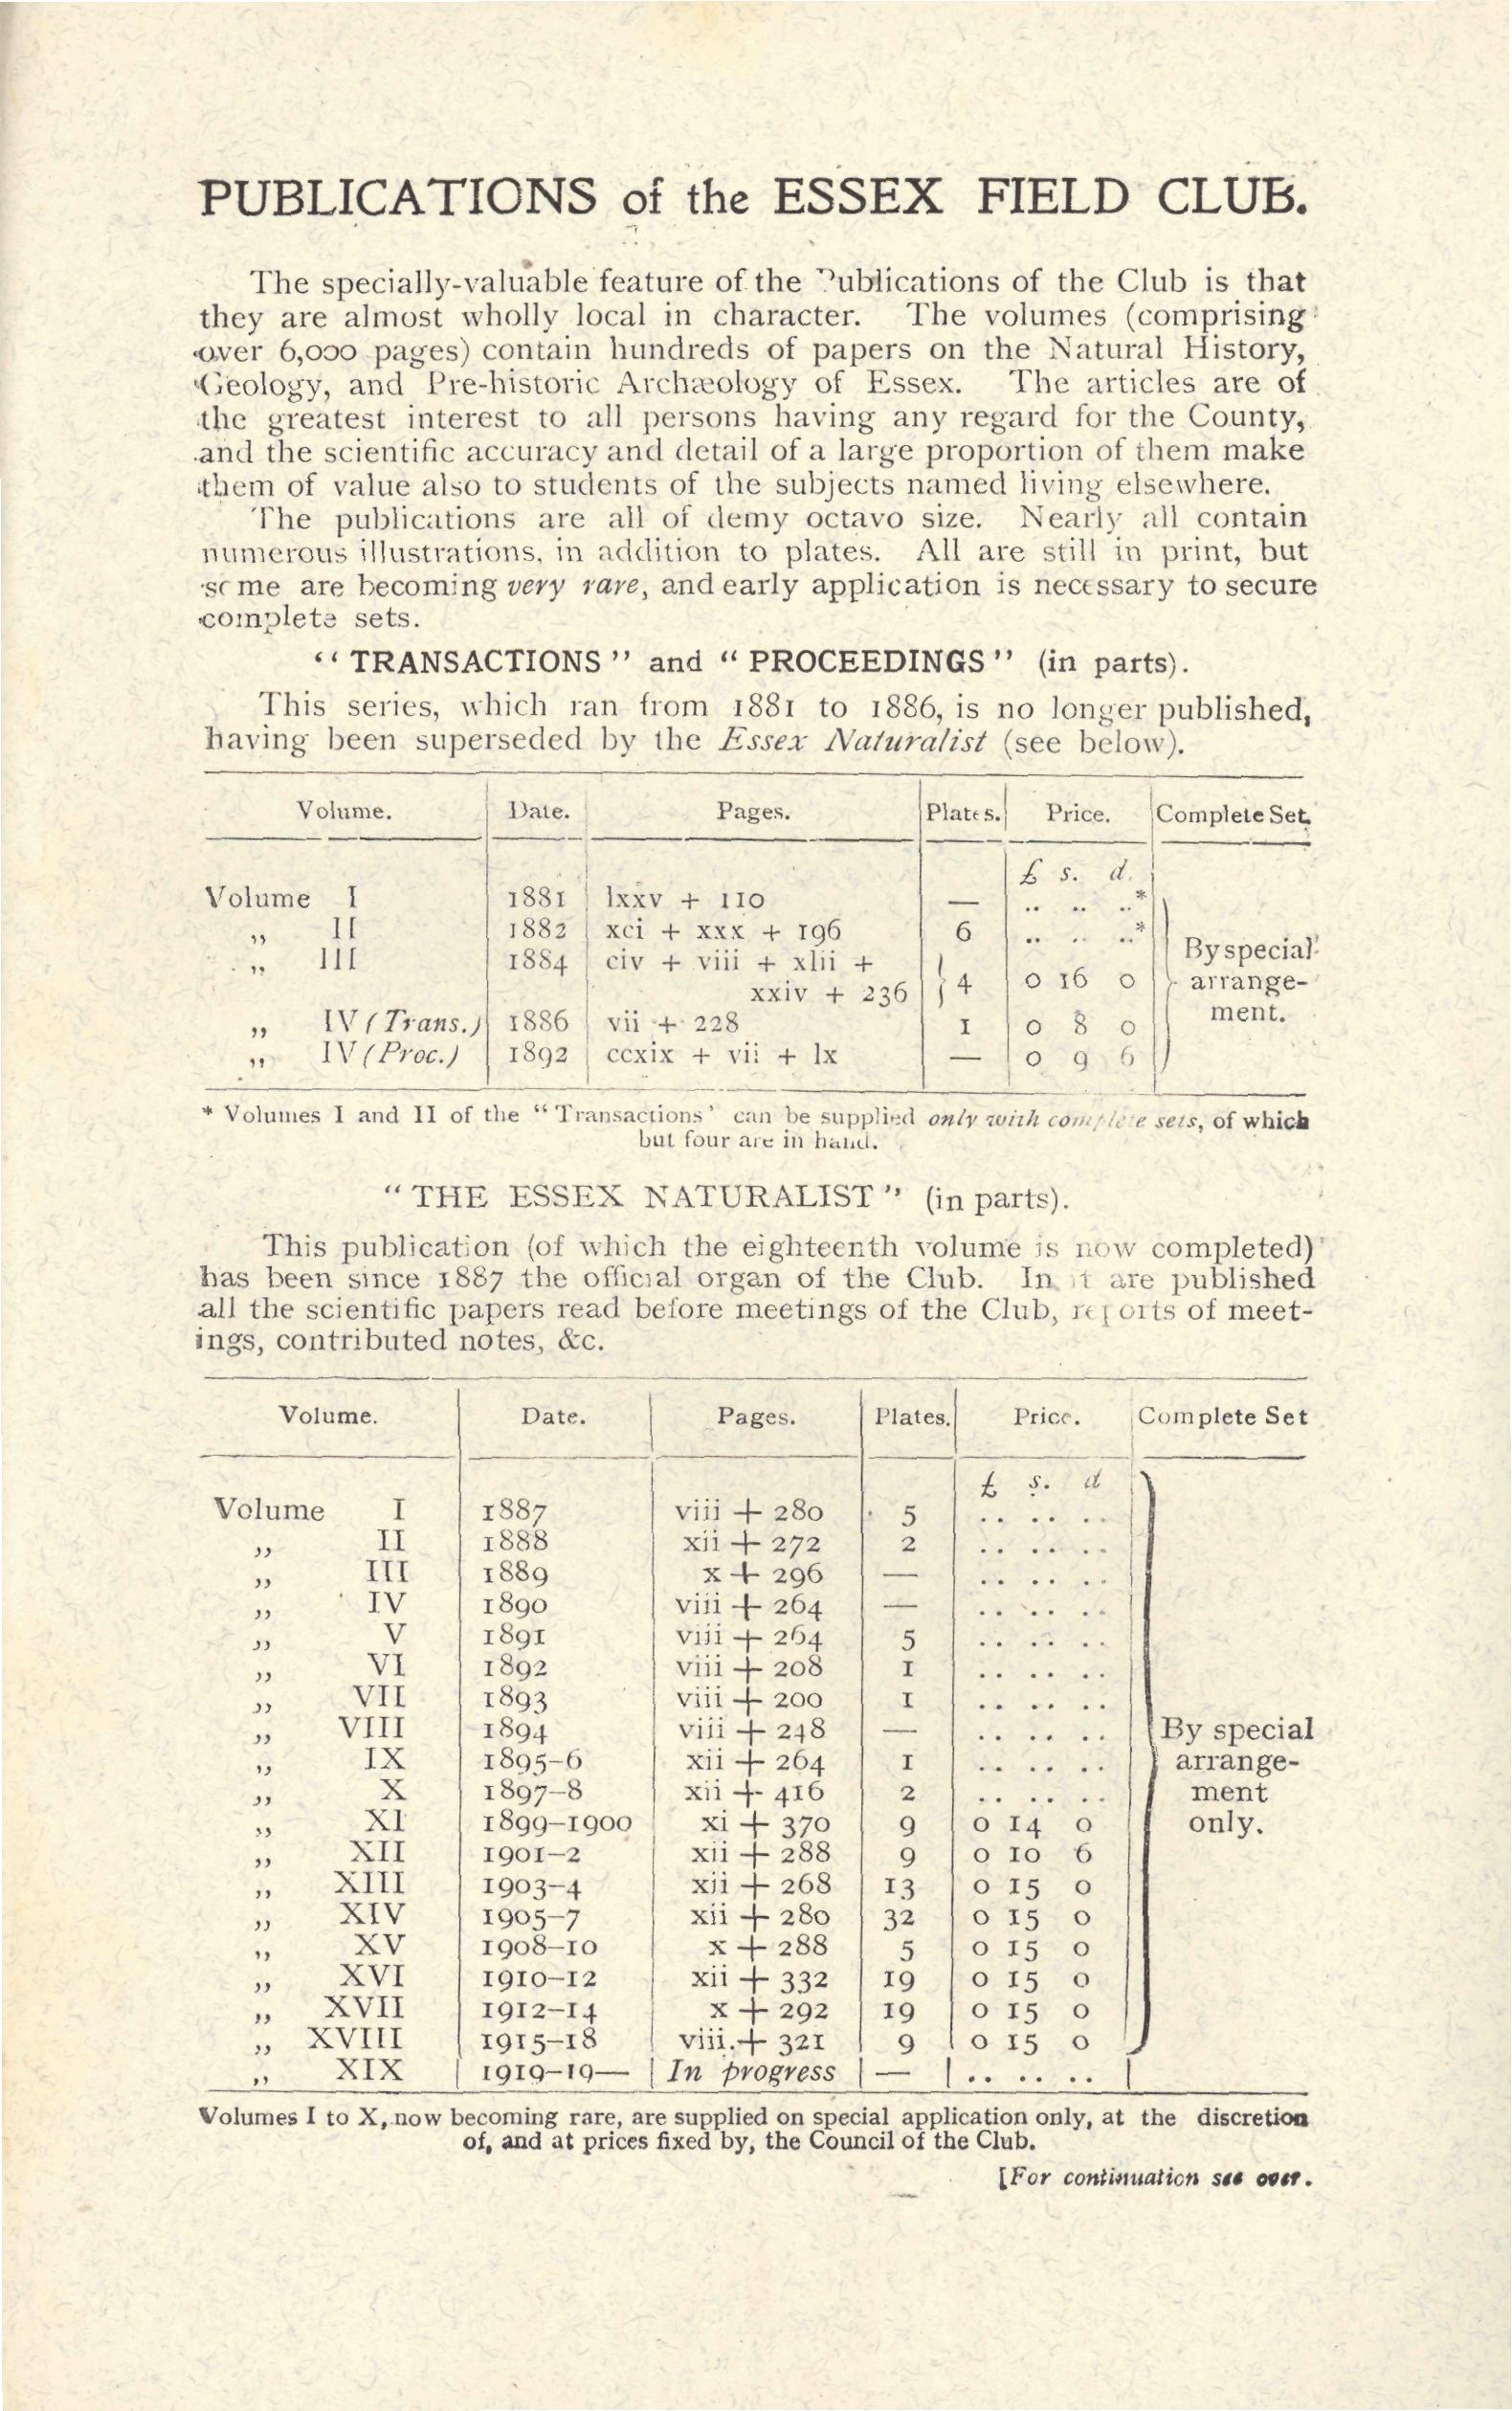 PUBLICATIONS of the ESSEX FIELD CLUB.
The specially-valuable feature of the Publications of the Club is that
they are almost wholly local in character. The volumes (comprising
over 6,000 pages) contain hundreds of papers on the Natural History,
Geology, and Pre-historic Archæology of Essex. The articles are of
the greatest interest to all persons having any regard for the County,
and the scientific accuracy and detail of a large proportion of them make
them of value also to students of the subjects named living elsewhere.
The publications are all of demy octavo size. Nearly all contain
numerous illustrations, in addition to plates. All are still in print, but
some are becoming very rare, and early application is necessary to secure
complete sets.
“TRANSACTIONS” and “PROCEEDINGS” (in parts).
This series, which ran from 1881 to 1886, is no longer published,
having been superseded by the Essex Naturalist (see below).
Volume. Date. Pages. Plates. Price. Complete Set.
£ s. d.
Volume I 1881 lxxv + 110 — .. .. ..*
„ II 1882 xci + xxx + 196 6 .. .. ..*
„ III 1884 civ + viii + xlii +
xxiv + 236 4 0 16 0
By special
arrange-
ment.
„ IV (Trans.) 1886 vii + 228 1 0 8 0
„ IV (Proc.) 1892 ccxix + vii + lx — 0 9 6
* Volumes I and II of the “Transactions’ can be supplied only with complete sets, of which
but four are in hand.
“THE ESSEX NATURALIST” (in parts).
This publication (of which the eighteenth volume is now completed)
has been since 1887 the official organ of the Club. In it are published
all the scientific papers read before meetings of the Club, reports of meet-
ings, contributed notes, &c.
Volume. Date. Pages. Plates. Price. Complete Set
£ s. d
Volume I 1887 viii + 280 5 .. .. ..
„ II 1888 xii + 272 2 .. .. ..
„ III 1889 x + 296 — .. .. ..
„ IV 1890 viii + 264 — .. .. ..
„ V 1891 viii + 264 5 .. .. ..
„ VI 1892 viii + 208 1 .. .. ..
„ VII 1893 viii + 200 1 .. .. ..
„ VIII 1894 viii + 248 — .. .. .. By special
„ IX 1895-6 xii + 264 1 .. .. .. arrange-
„ X 1897-8 xii + 416 2 .. .. .. ment
„ XI 1899-1900 xi + 370 9 0 14 0 only.
„ XII 1901-2 xii + 288 9 0 10 6
„ XIII 1903-4 xii + 268 13 0 15 0
„ XIV 1905-7 xii + 280 32 0 15 0
„ XV 1908-10 x + 288 5 0 15 0
„ XVI 1910-12 xii + 332 19 0 15 0
„ XVII 1912-14 x + 292 19 0 15 0
„ XVIII 1915-18 viii.+ 321 9 0 15 0
„ XIX 1919-19— In progress — .. .. ..
Volumes I to X, now becoming rare, are supplied on special application only, at the discretion
of, and at prices fixed by, the Council of the Club.
[For continuation see over.